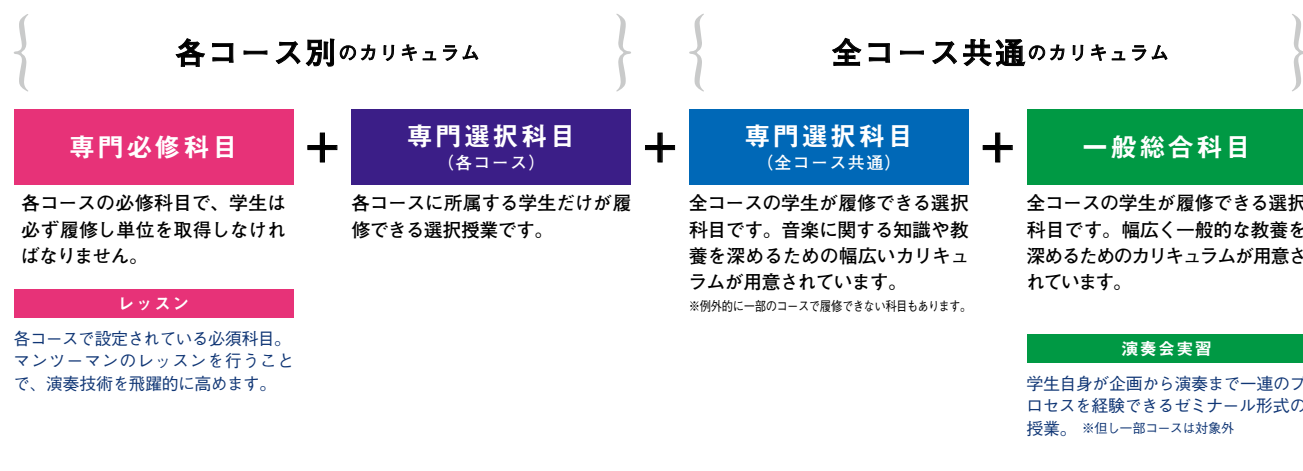 各コース別のカリキュラム
全コース共通のカリキュラム
専門必修科目
各コースの必修科目で、学生は
必ず履修し単位を取得しなけれ
ばなりません。
レッスン
各コースで設定されている必須科目。
マンツーマンのレッスンを行うこと
で、演奏技術を飛躍的に高めます。
+
専門選択科目
(各コース)
各コースに所属する学生だけが履
修できる選択授業です。
+
専門選択科目
(全コース共通)
全コースの学生が履修できる選択
科目です。音楽に関する知識や教
養を深めるための幅広いカリキュ
ラムが用意されています。
※例外的に一部のコースで履修できない科目もあります。
+
一般総合科目
全コースの学生が履修できる選択
科目です。幅広く一般的な教養を
深めるためのカリキュラムが用意さ
れています。
演奏会実習
学生自身が企画から演奏まで一連のプ
ロセスを経験できるゼミナール形式の
授業。 ※但し一部コースは対象外